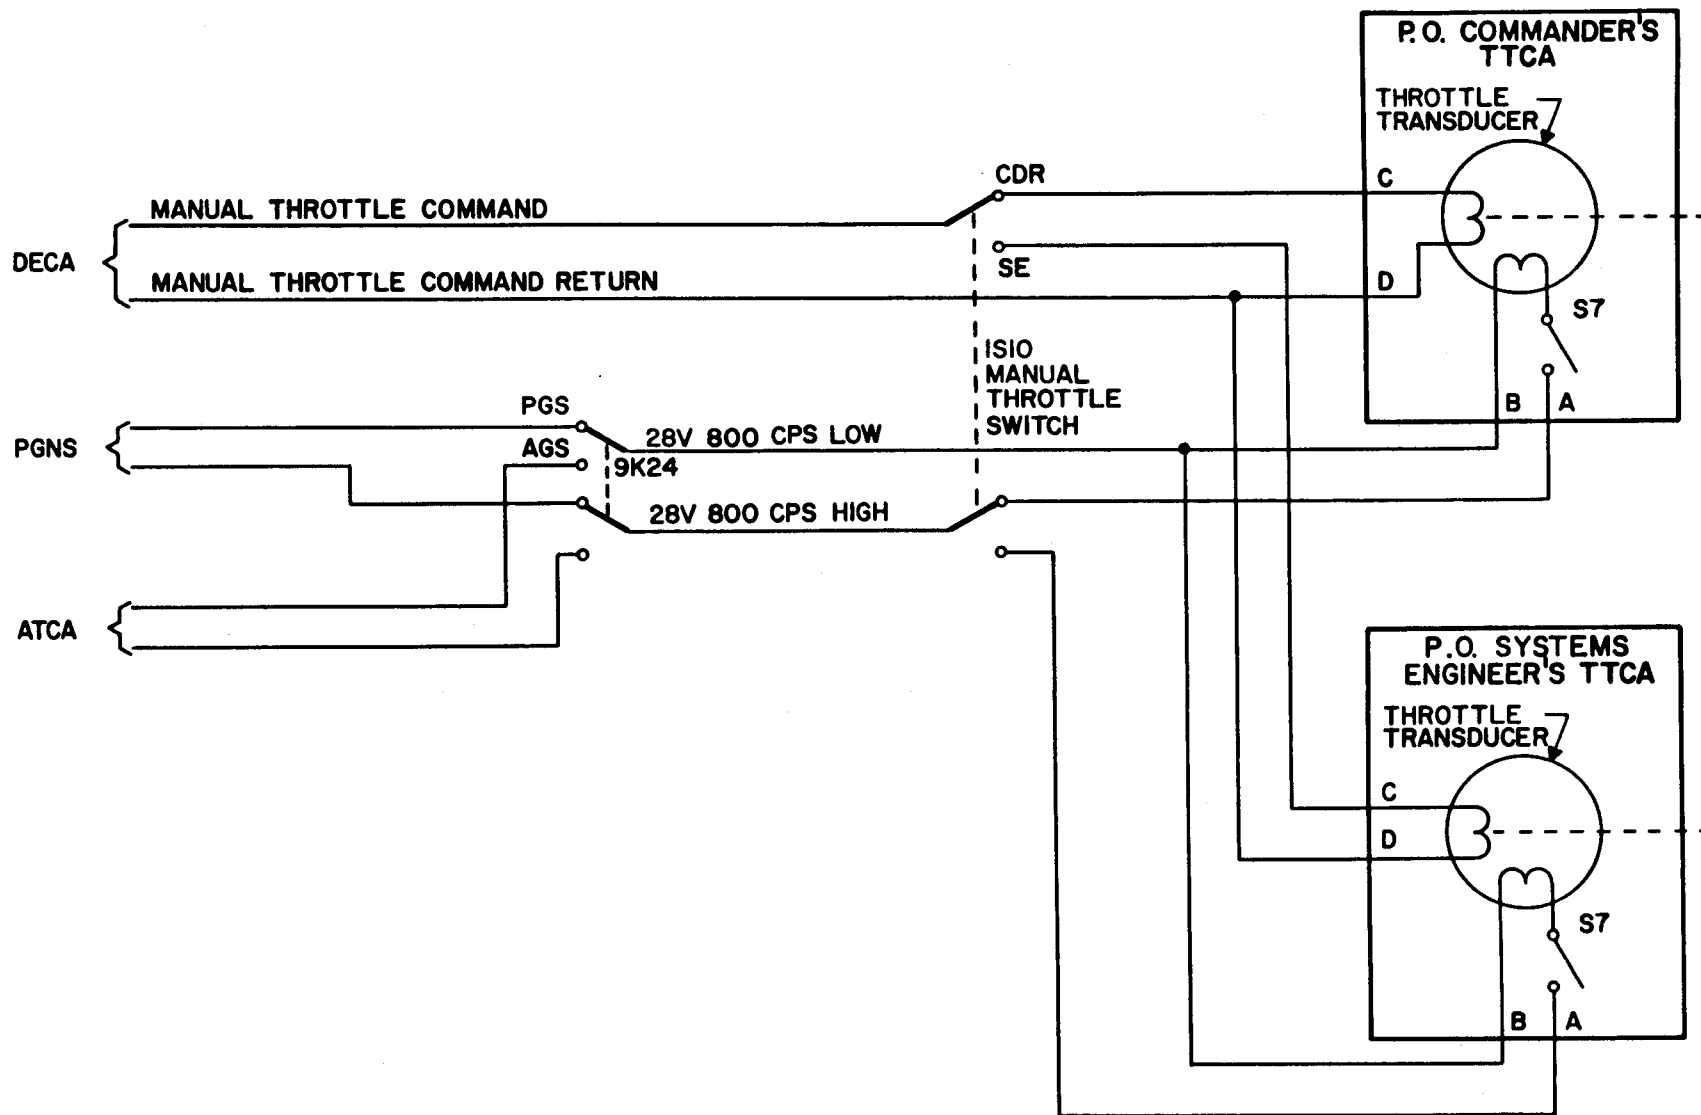 P.O. COMMANDER'S
TTCA
THROTTLE
TRANSDUCER
C
D
S7
B
A
CDR
SE
MANUAL THROTTLE COMMAND
DECA
MANUAL THROTTLE COMMAND RETURN
1S10
MANUAL
THROTTLE
SWITCH
PGS
PGNS
AGS
28V 800 CPS LOW
9K24
28V 800 CPS HIGH
ATCA
P.O. SYSTEMS
ENGINEER'S TTCA
THROTTLE
TRANSDUCER
C
D
S7
B
A